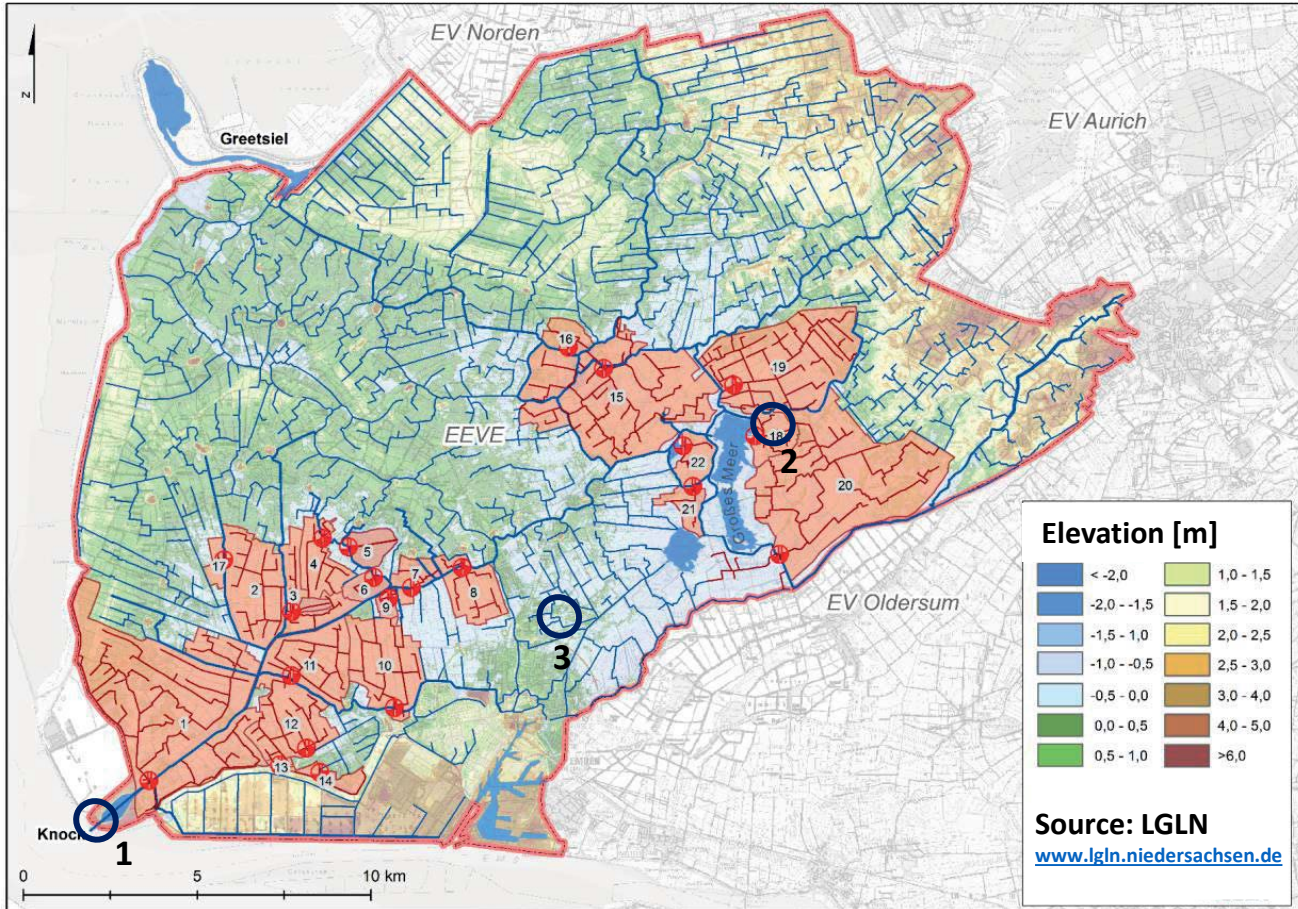 EV Norden
EV Aurich
N
Greetsiel
16
19
15
EEVE
18
2
22
20
21
Großes Meer
5
4
17
2
3
6
7
9
8
EV Oldersum
3
11
10
1
12
13
14
Knock
1
EMS
0 5 10 km
Elevation [m]
< -2,0
1,0 - 1,5
-2,0 - -1,5
1.5 - 2,0
-1,5 - 1,0
2,0 - 2,5
-1,0 - -0,5
2,5 - 3,0
-0,5 - 0,0
3,0 - 4,0
0,0 - 0,5
4,0 - 5,0
0,5 - 1,0
>6,0
Source: LGLN
www.lgln.niedersachsen.de